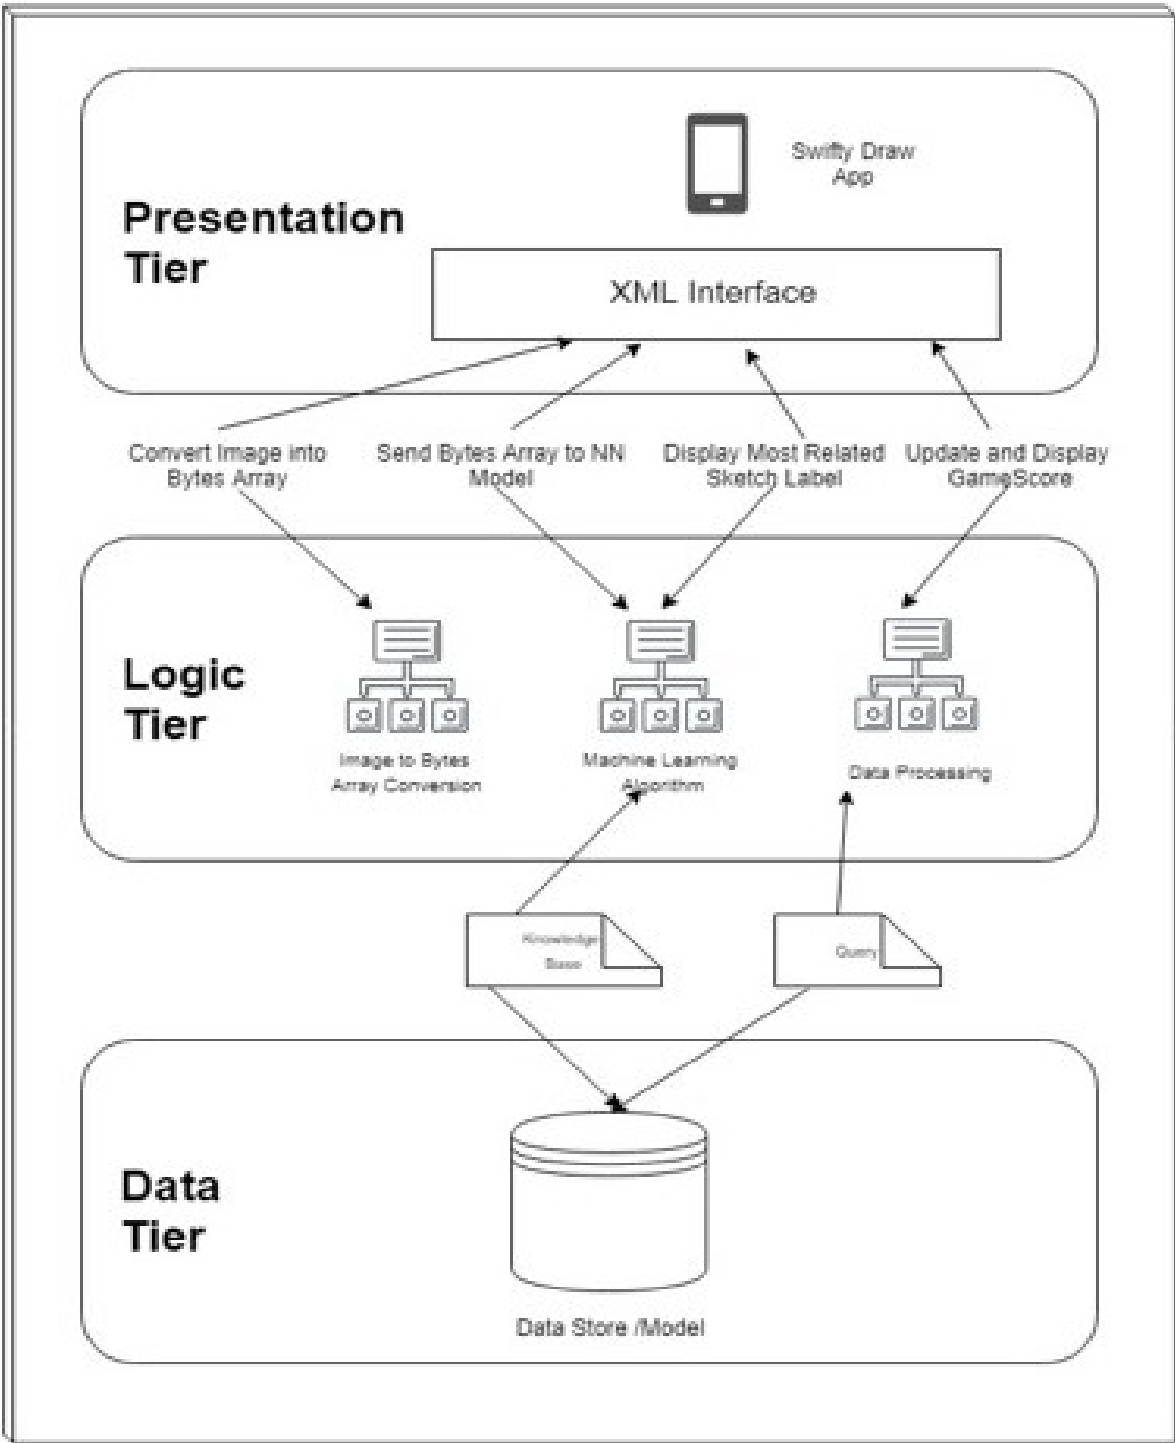 Swifty Draw
App
Presentation
Tier
XML Interface
Convert Image into
Bytes Array
Send Bytes Array to NN
Model
Display Most Related
Sketch Label
Update and Display
GameScore
Logic
Tier
Image to Bytes
Array Conversion
Machine Learning
Algorithm
Data Processing
Knowledge
Base
Query
Data
Tier
Data Store /Model